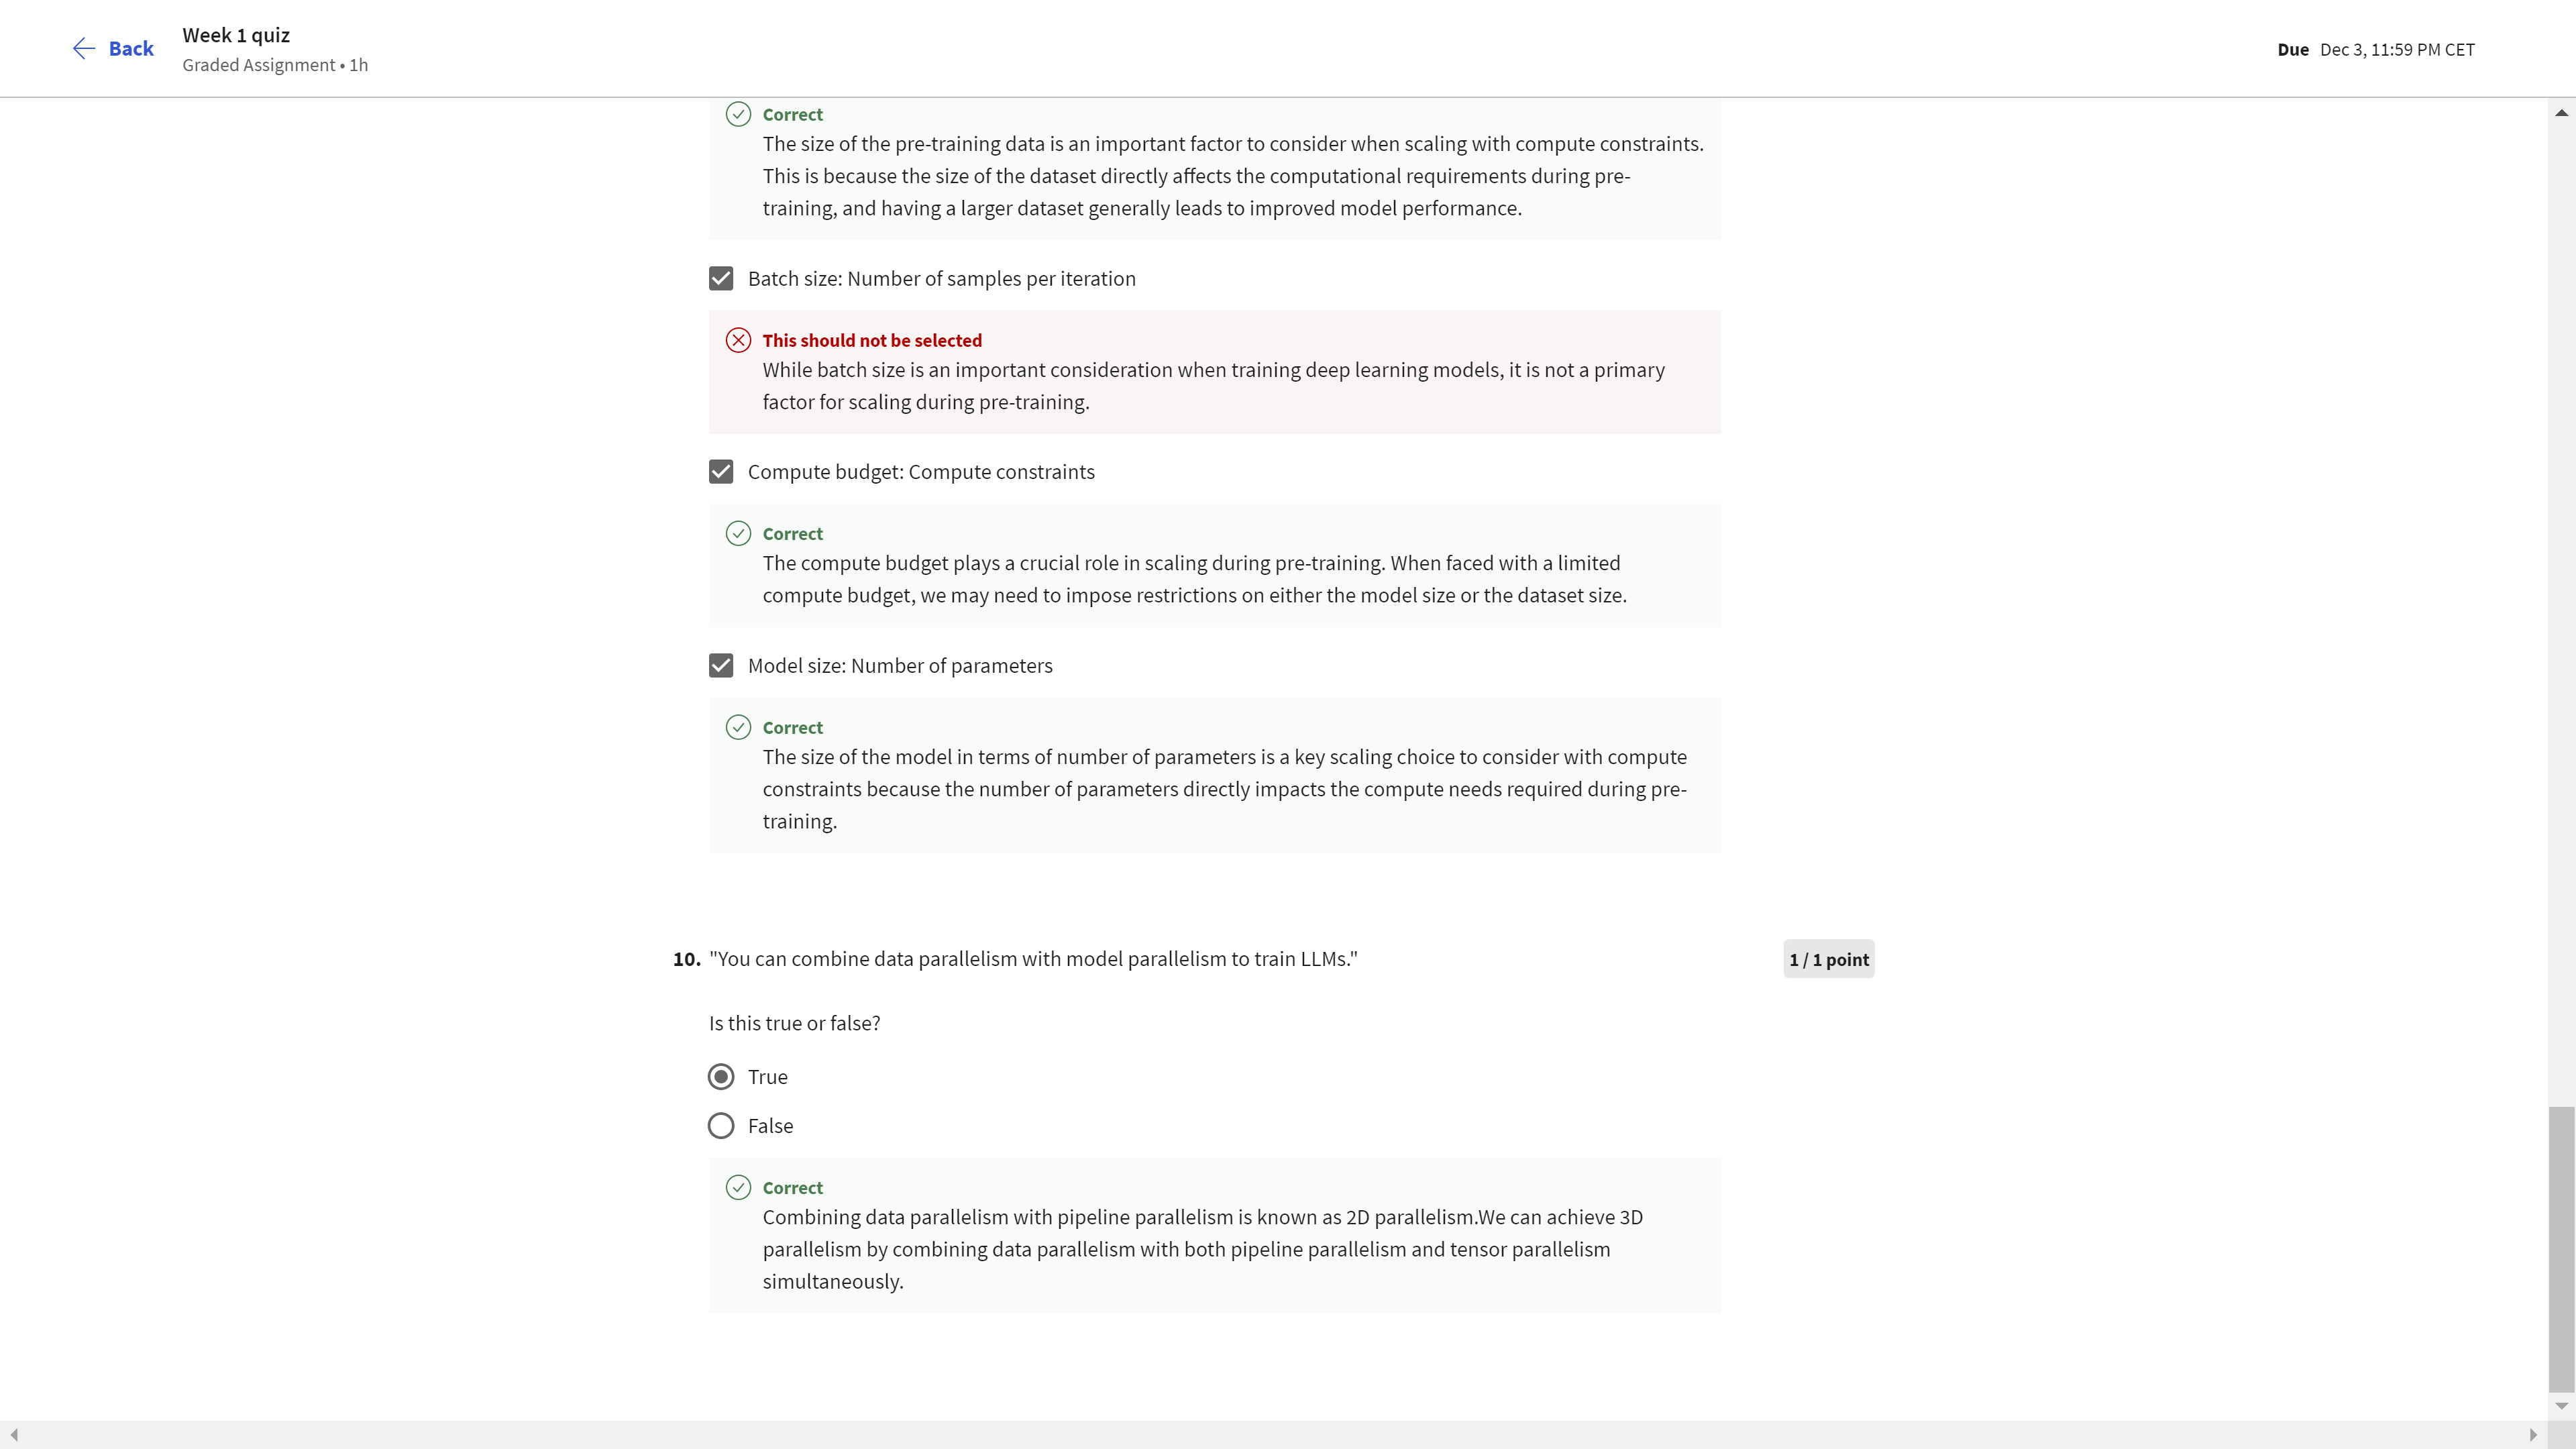 Back
Week 1 quiz
Graded Assignment • 1h
Due Dec 3, 11:59 PM CET
Correct
The size of the pre-training data is an important factor to consider when scaling with compute constraints.
This is because the size of the dataset directly affects the computational requirements during pre-
training, and having a larger dataset generally leads to improved model performance.
Batch size: Number of samples per iteration
This should not be selected
While batch size is an important consideration when training deep learning models, it is not a primary
factor for scaling during pre-training.
Compute budget: Compute constraints
Correct
The compute budget plays a crucial role in scaling during pre-training. When faced with a limited
compute budget, we may need to impose restrictions on either the model size or the dataset size.
Model size: Number of parameters
Correct
The size of the model in terms of number of parameters is a key scaling choice to consider with compute
constraints because the number of parameters directly impacts the compute needs required during pre-
training.
10. "You can combine data parallelism with model parallelism to train LLMs."
1 / 1 point
Is this true or false?
True
False
Correct
Combining data parallelism with pipeline parallelism is known as 2D parallelism.We can achieve 3D
parallelism by combining data parallelism with both pipeline parallelism and tensor parallelism
simultaneously.